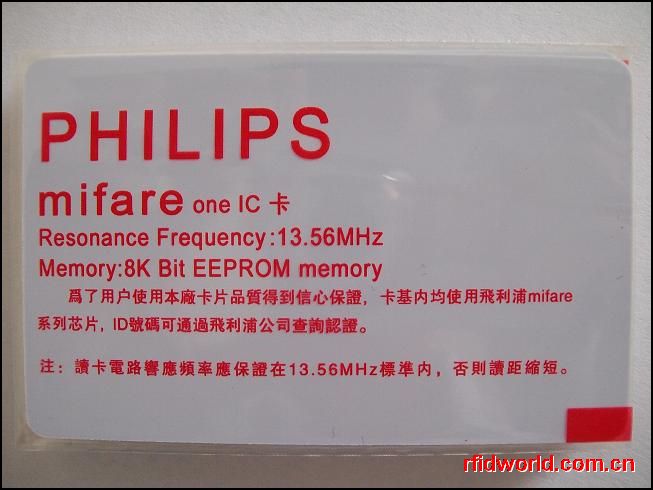 PHILIPS
mifare one IC 卡
Resonance Frequency:13.56MHz
Memory:8K Bit EEPROM memory
爲了用户使用本廠卡片品質得到信心保證，卡基内均使用飛利浦mifare
系列芯片，ID號碼可通過飛利浦公司查詢認證。
注：讀卡電路響應頻率應保證在13.56MHz標準内，否則讀距縮短。
rfidworld.com.cn